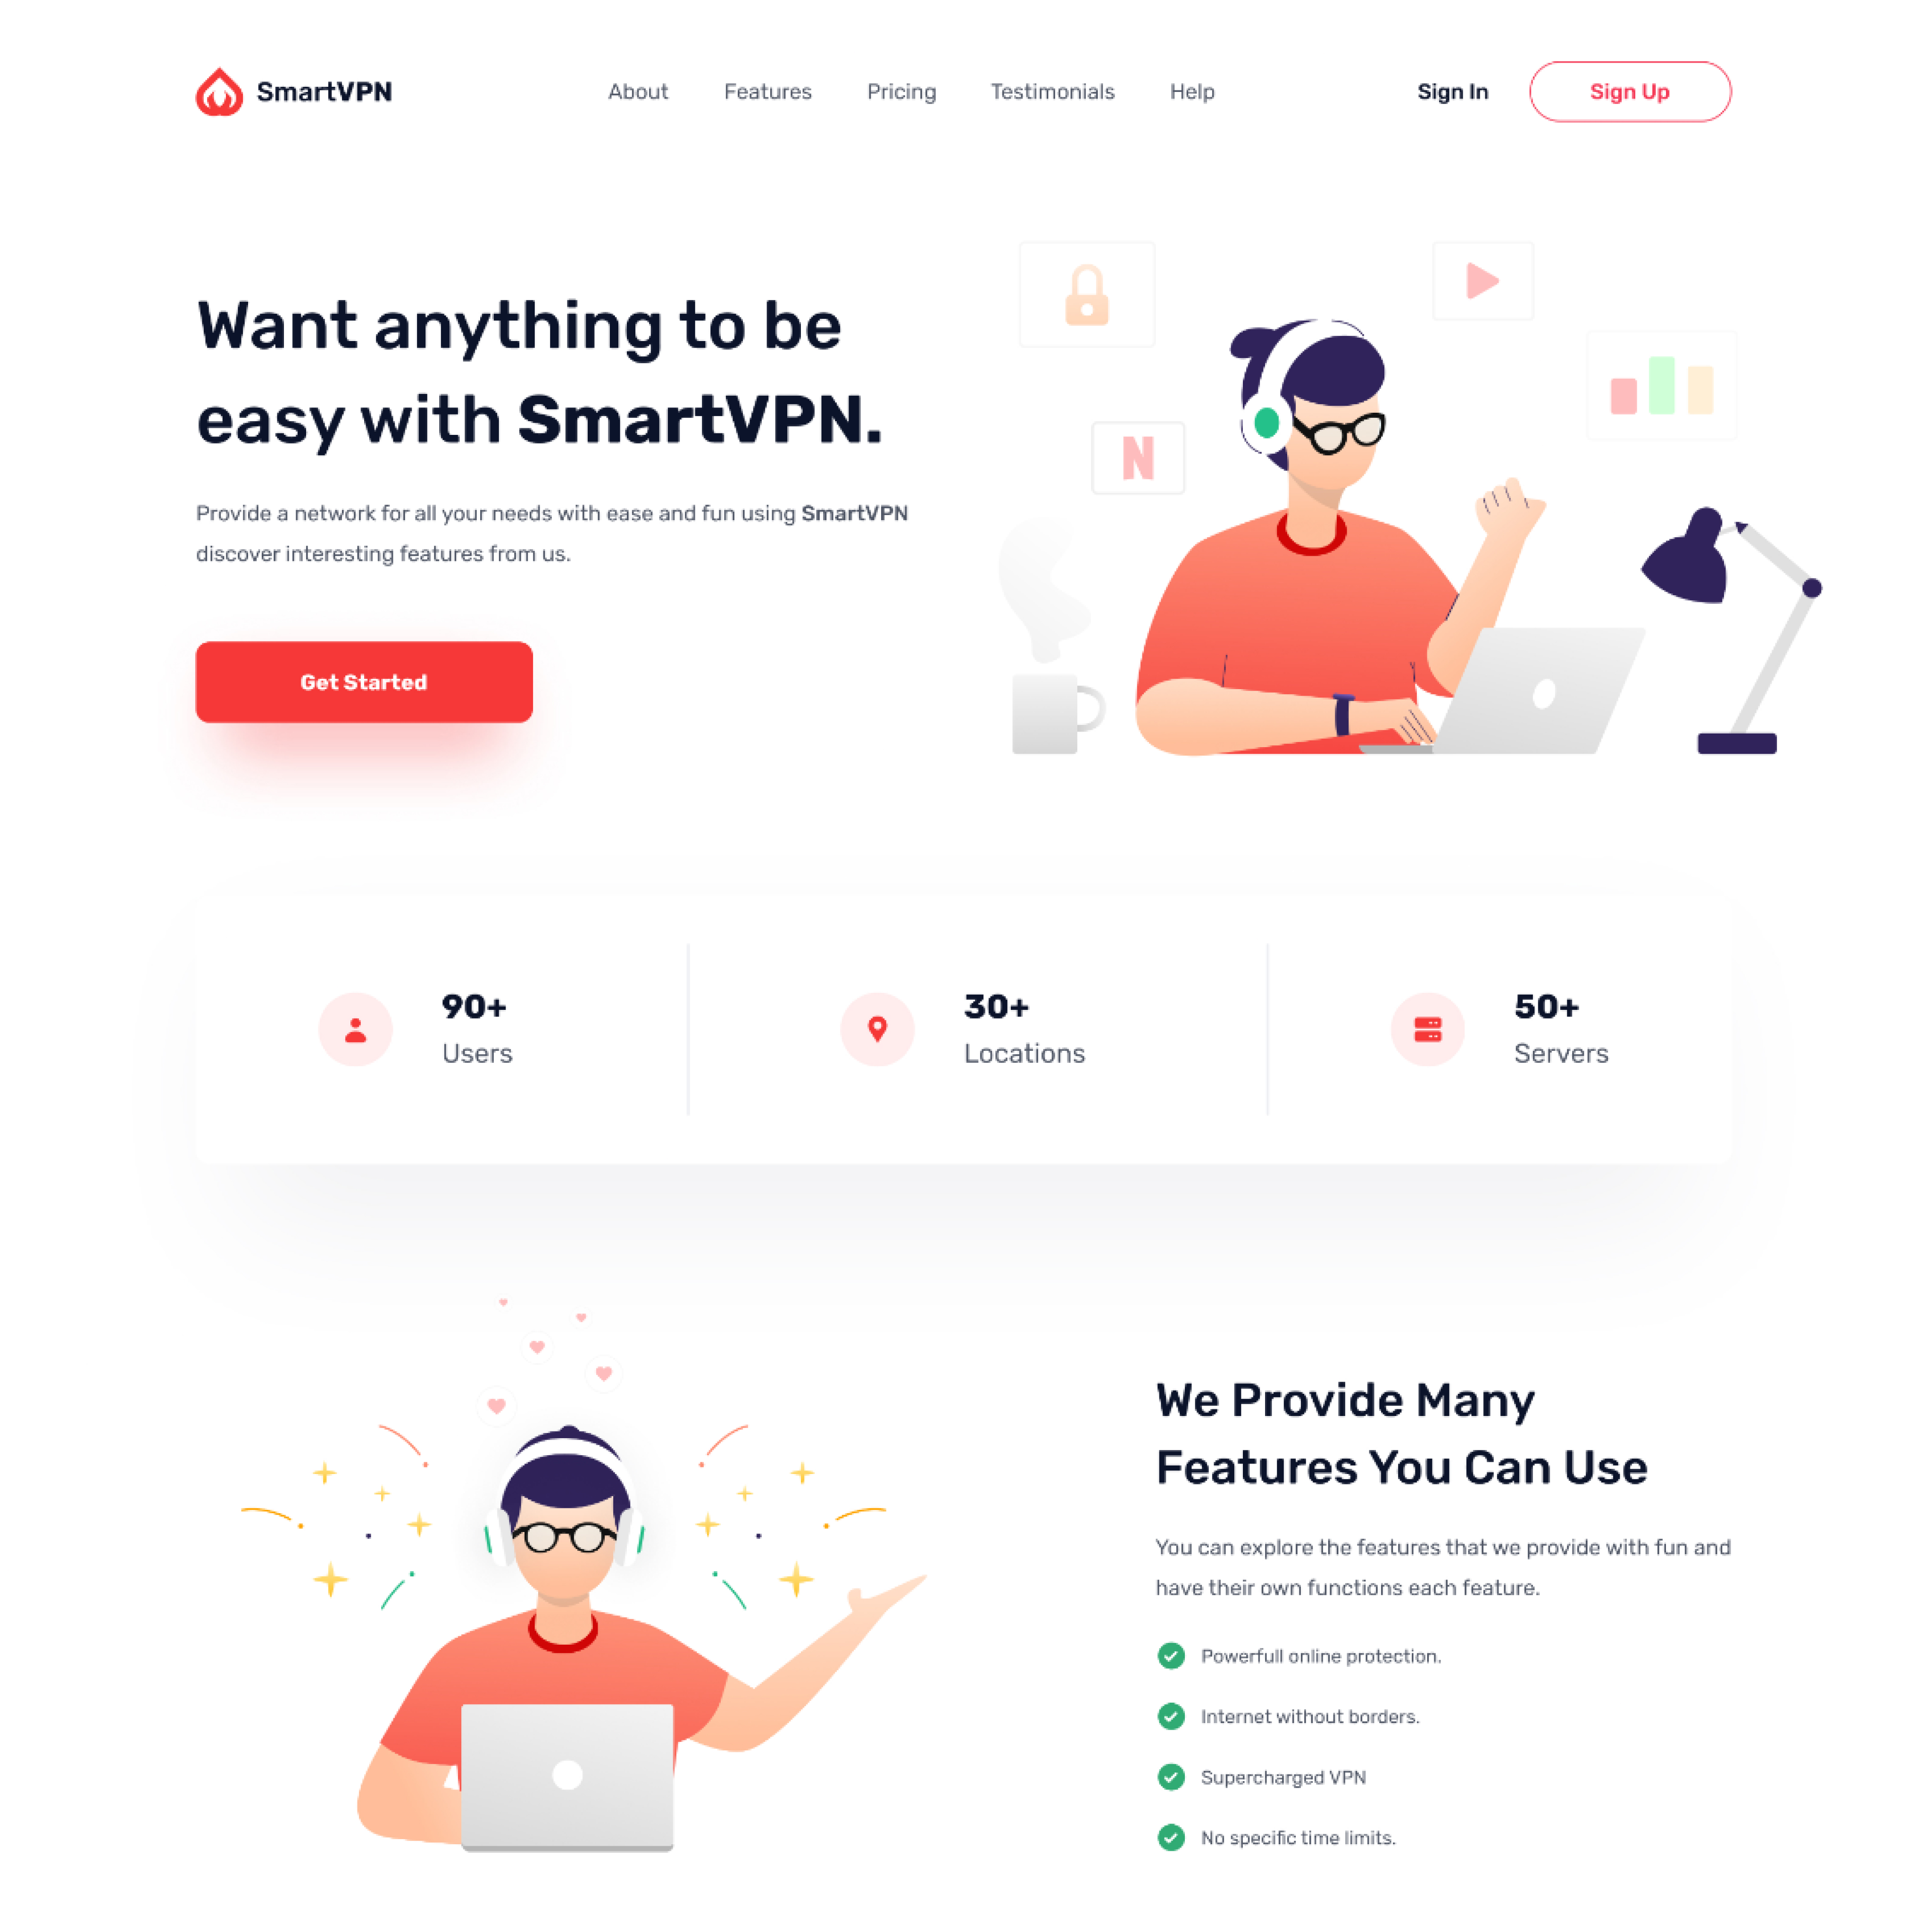 SmartVPN
About Features Pricing Testimonials Help
Sign In Sign Up
Want anything to be
easy with SmartVPN.
Provide a network for all your needs with ease and fun using SmartVPN
discover interesting features from us.
Get Started
N
90+
Users
30+
Locations
50+
Servers
We Provide Many
Features You Can Use
You can explore the features that we provide with fun and
have their own functions each feature.
Powerfull online protection.
Internet without borders.
Supercharged VPN
No specific time limits.